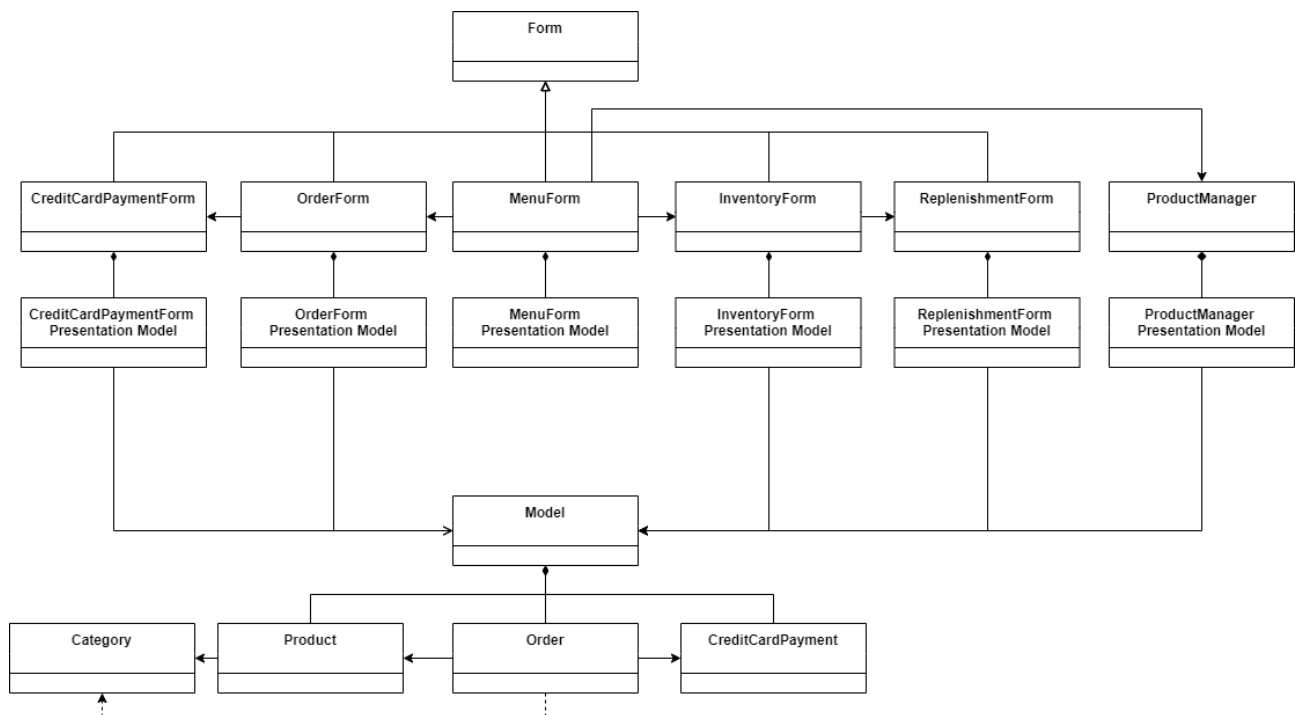 Form
CreditCardPaymentForm
OrderForm
MenuForm
InventoryForm
ReplenishmentForm
ProductManager
CreditCardPaymentForm
Presentation Model
OrderForm
Presentation Model
MenuForm
Presentation Model
InventoryForm
Presentation Model
ReplenishmentForm
Presentation Model
ProductManager
Presentation Model
Model
Category
Product
Order
CreditCardPayment